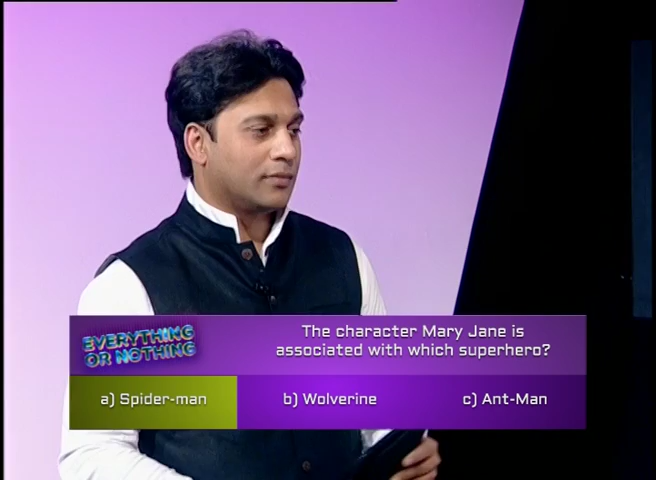 EVERYTHING
OR NOTHING
The character Mary Jane is
associated with which superhero?
a) Spider-man
b) Wolverine
c) Ant-Man